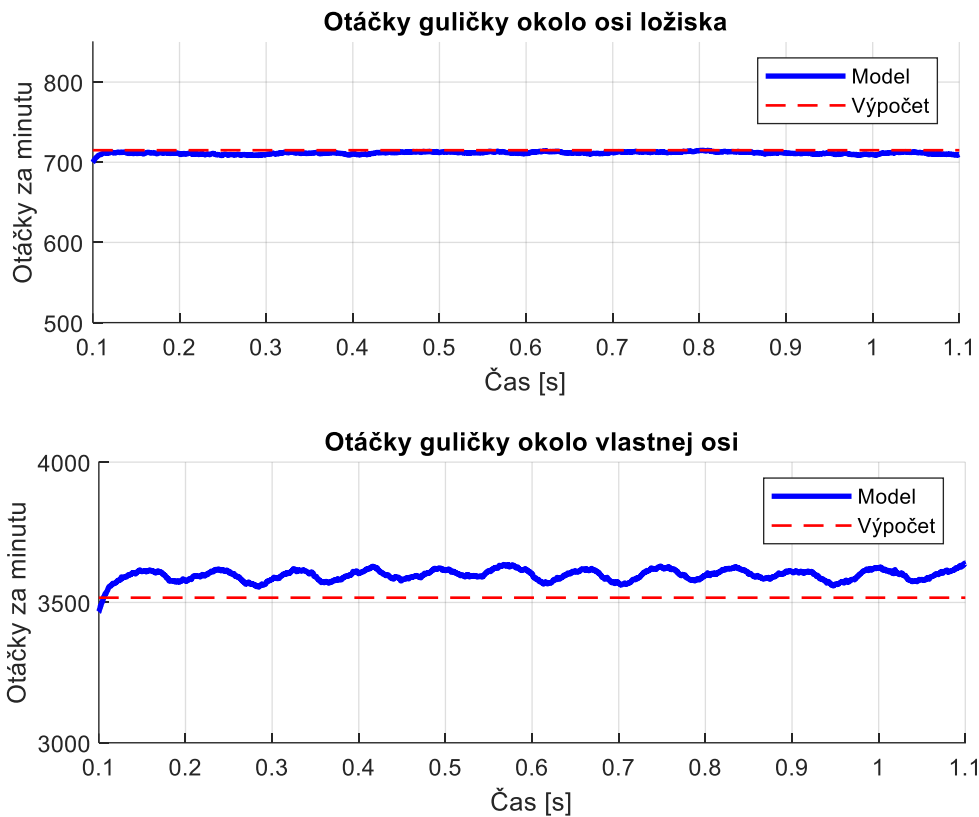 Otáčky guličky okolo osi ložiska
Otáčky za minutu
800
700
600
500
Model
Výpočet
0.1 0.2 0.3 0.4 0.5 0.6 0.7 0.8 0.9 1 1.1
Čas [s]
Otáčky guličky okolo vlastnej osi
Otáčky za minutu
4000
3500
3000
Model
Výpočet
0.1 0.2 0.3 0.4 0.5 0.6 0.7 0.8 0.9 1 1.1
Čas [s]